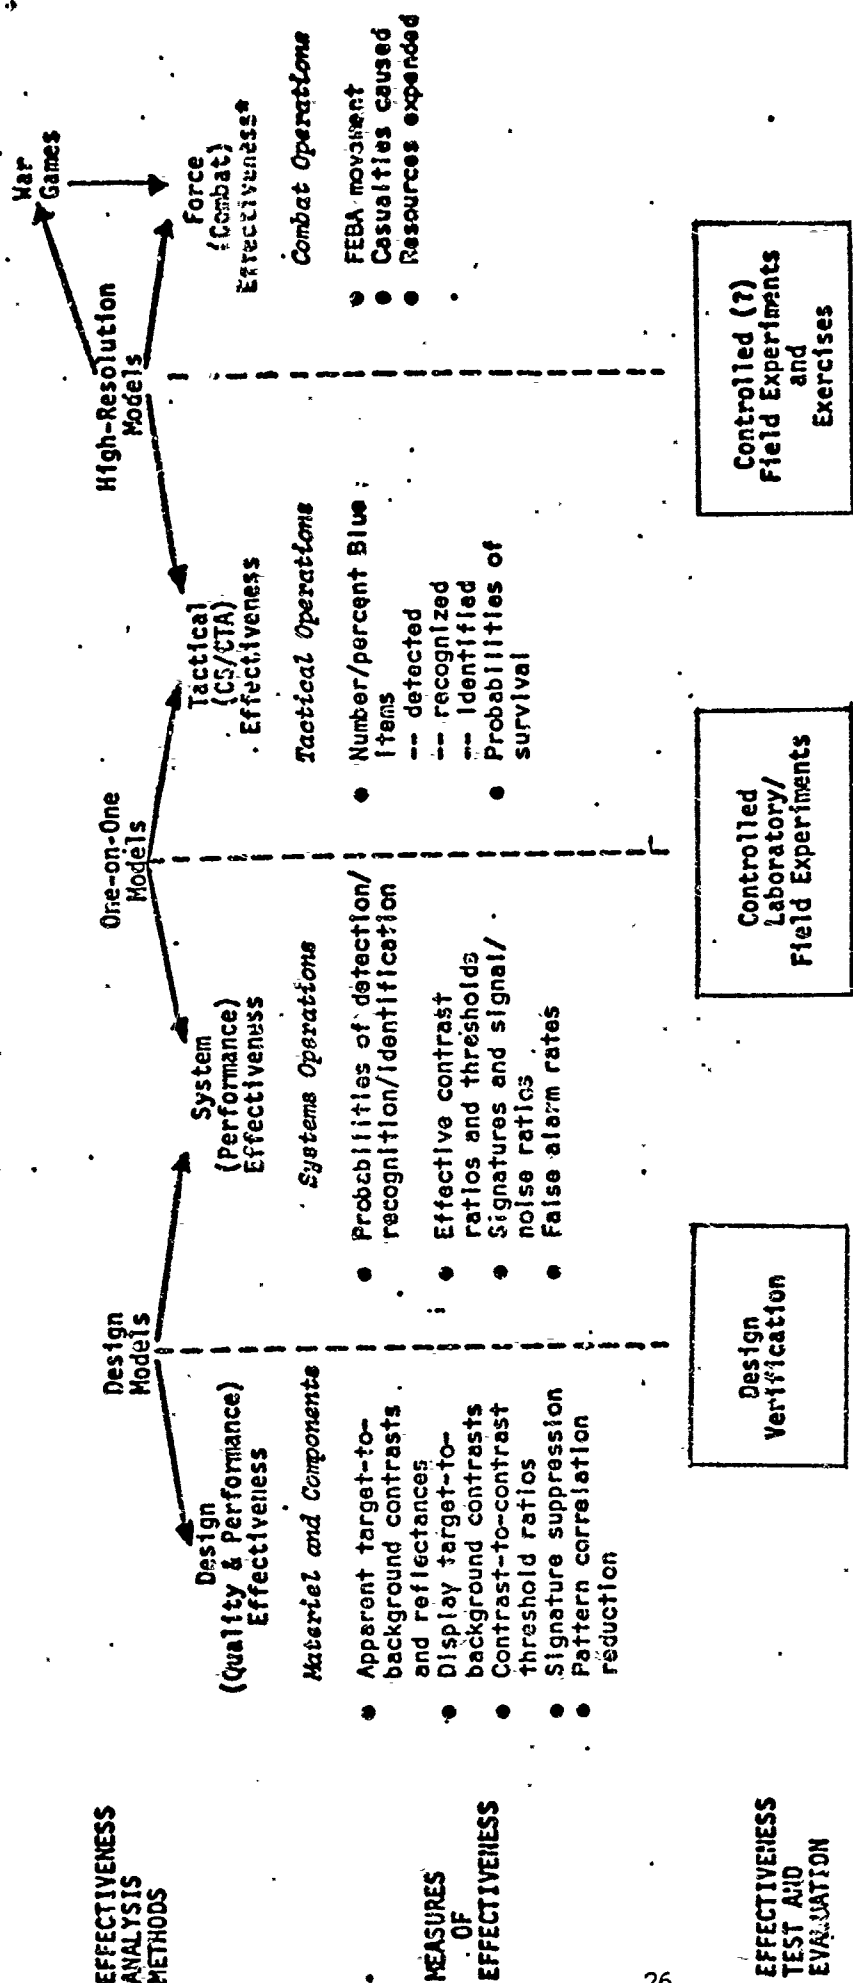 EFFECTIVENESS
ANALYSIS
METHODS
Design
Models
One-on-One
Models
High-Resolution
Models
War
Games
Design
(Quality & Performance)
Effectiveness
System
(Performance)
Effectiveness
Tactical
(CS/CTA)
Effectiveness
Force
(Combat)
Effectiveness*
MEASURES
OF
EFFECTIVENESS
Materiel and Components
● Apparent target-to-
background contrasts
and reflectances
● Display target-to-
background contrasts
● Contrast-to-contrast
threshold ratios
● Signature suppression
● Pattern correlation
reduction
Systems Operations
● Probabilities of detection/
recognition/identification
● Effective contrast
ratios and thresholds
● Signatures and signal/
noise ratios
● False alarm rates
Tactical Operations
● Number/percent Blue
items
-- detected
-- recognized
-- identified
● Probabilities of
survival
Combat Operations
● FEBA movement
● Casualties caused
● Resources expended
EFFECTIVENESS
TEST AND
EVALUATION
Design
Verification
Controlled
Laboratory/
Field Experiments
Controlled (?)
Field Experiments
and
Exercises
26